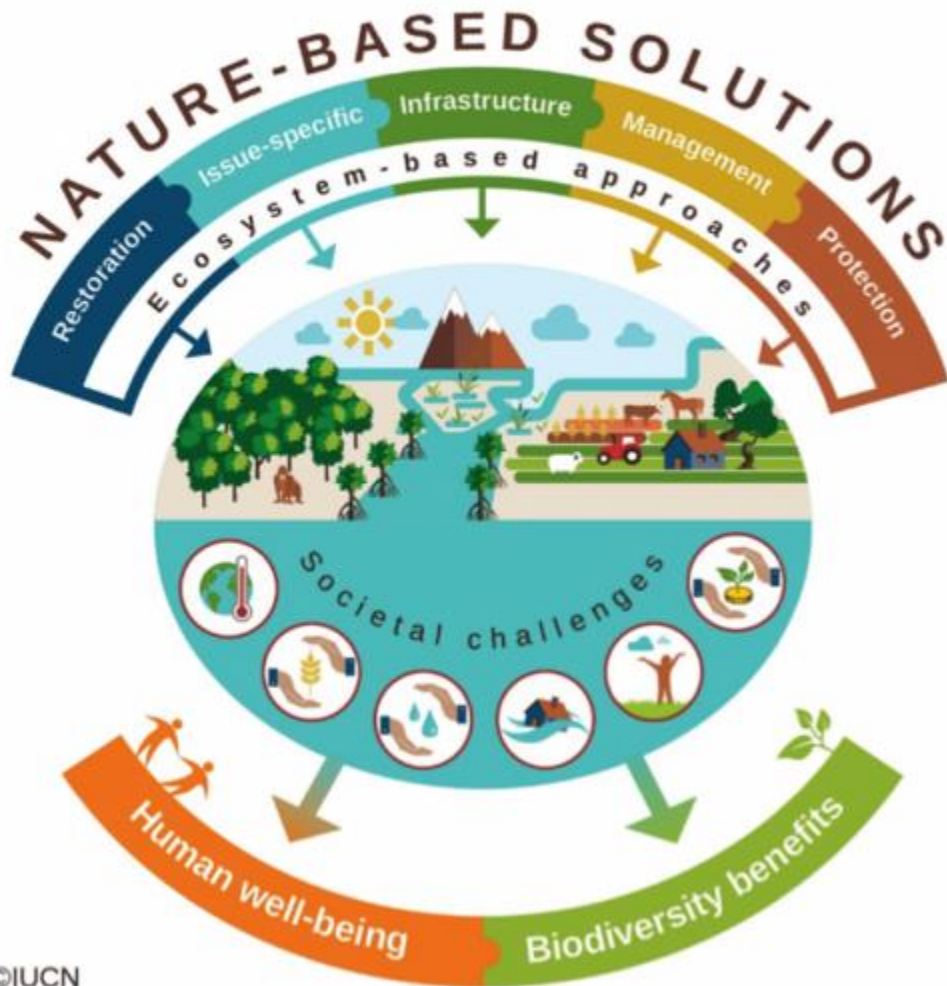 NATURE-BASED SOLUTIONS
Restoration
Issue-specific
Infrastructure
Management
Protection
Ecosystem-based approaches
Societal challenges
Human well-being
Biodiversity benefits
©IUCN